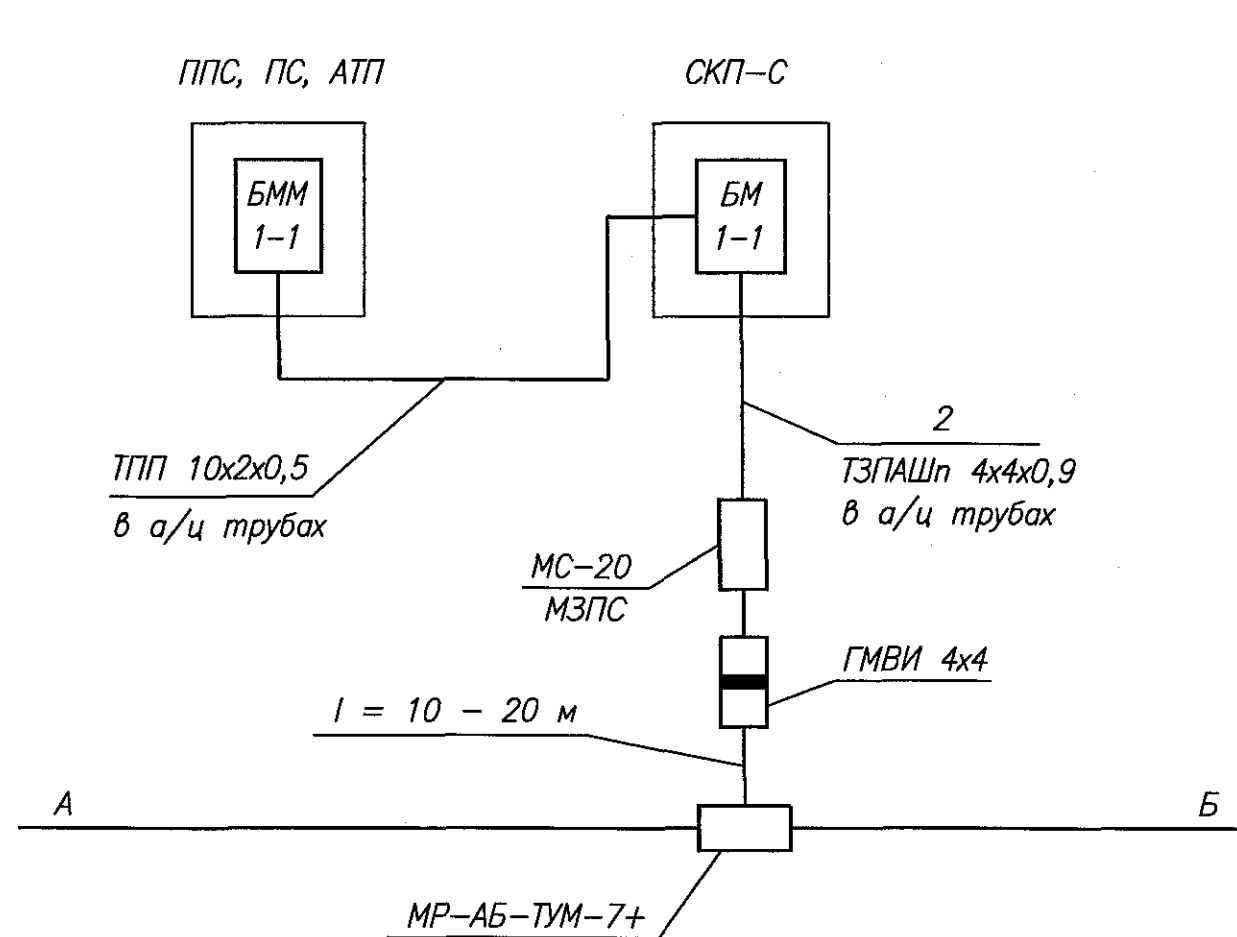 ППС, ПС, АТП
СКП-С
БММ
1-1
БМ
1-1
2
ТПП 10х2х0,5
в а/ц трубах
ТЗПАШп 4х4х0,9
в а/ц трубах
МС-20
МЗПС
ГМВИ 4х4
l = 10 - 20 м
А
Б
МР-АБ-ТУМ-7+